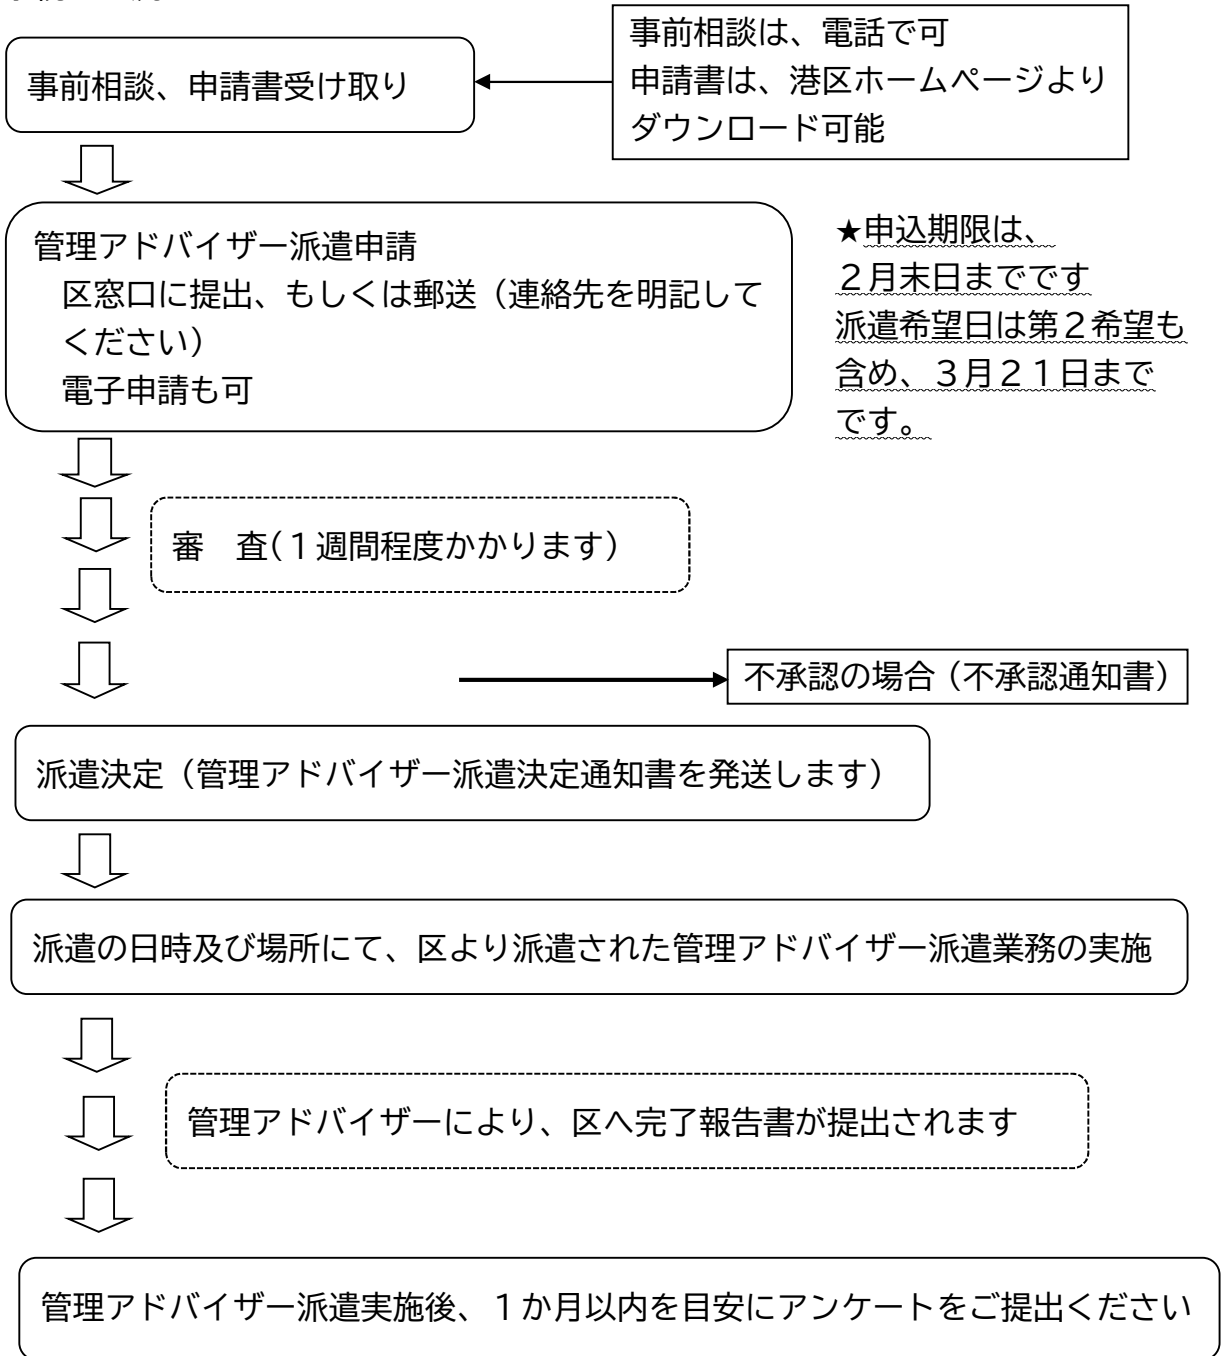 事前相談は、電話で可
申請書は、港区ホームページより
ダウンロード可能
事前相談、申請書受け取り
管理アドバイザー派遣申請
区窓口に提出、もしくは郵送（連絡先を明記して
ください）
電子申請も可
★申込期限は、
２月末日までです
派遣希望日は第２希望も
含め、３月２１日まで
です。
審　査(１週間程度かかります）
不承認の場合（不承認通知書）
派遣決定（管理アドバイザー派遣決定通知書を発送します）
派遣の日時及び場所にて、区より派遣された管理アドバイザー派遣業務の実施
管理アドバイザーにより、区へ完了報告書が提出されます
管理アドバイザー派遣実施後、１か月以内を目安にアンケートをご提出ください